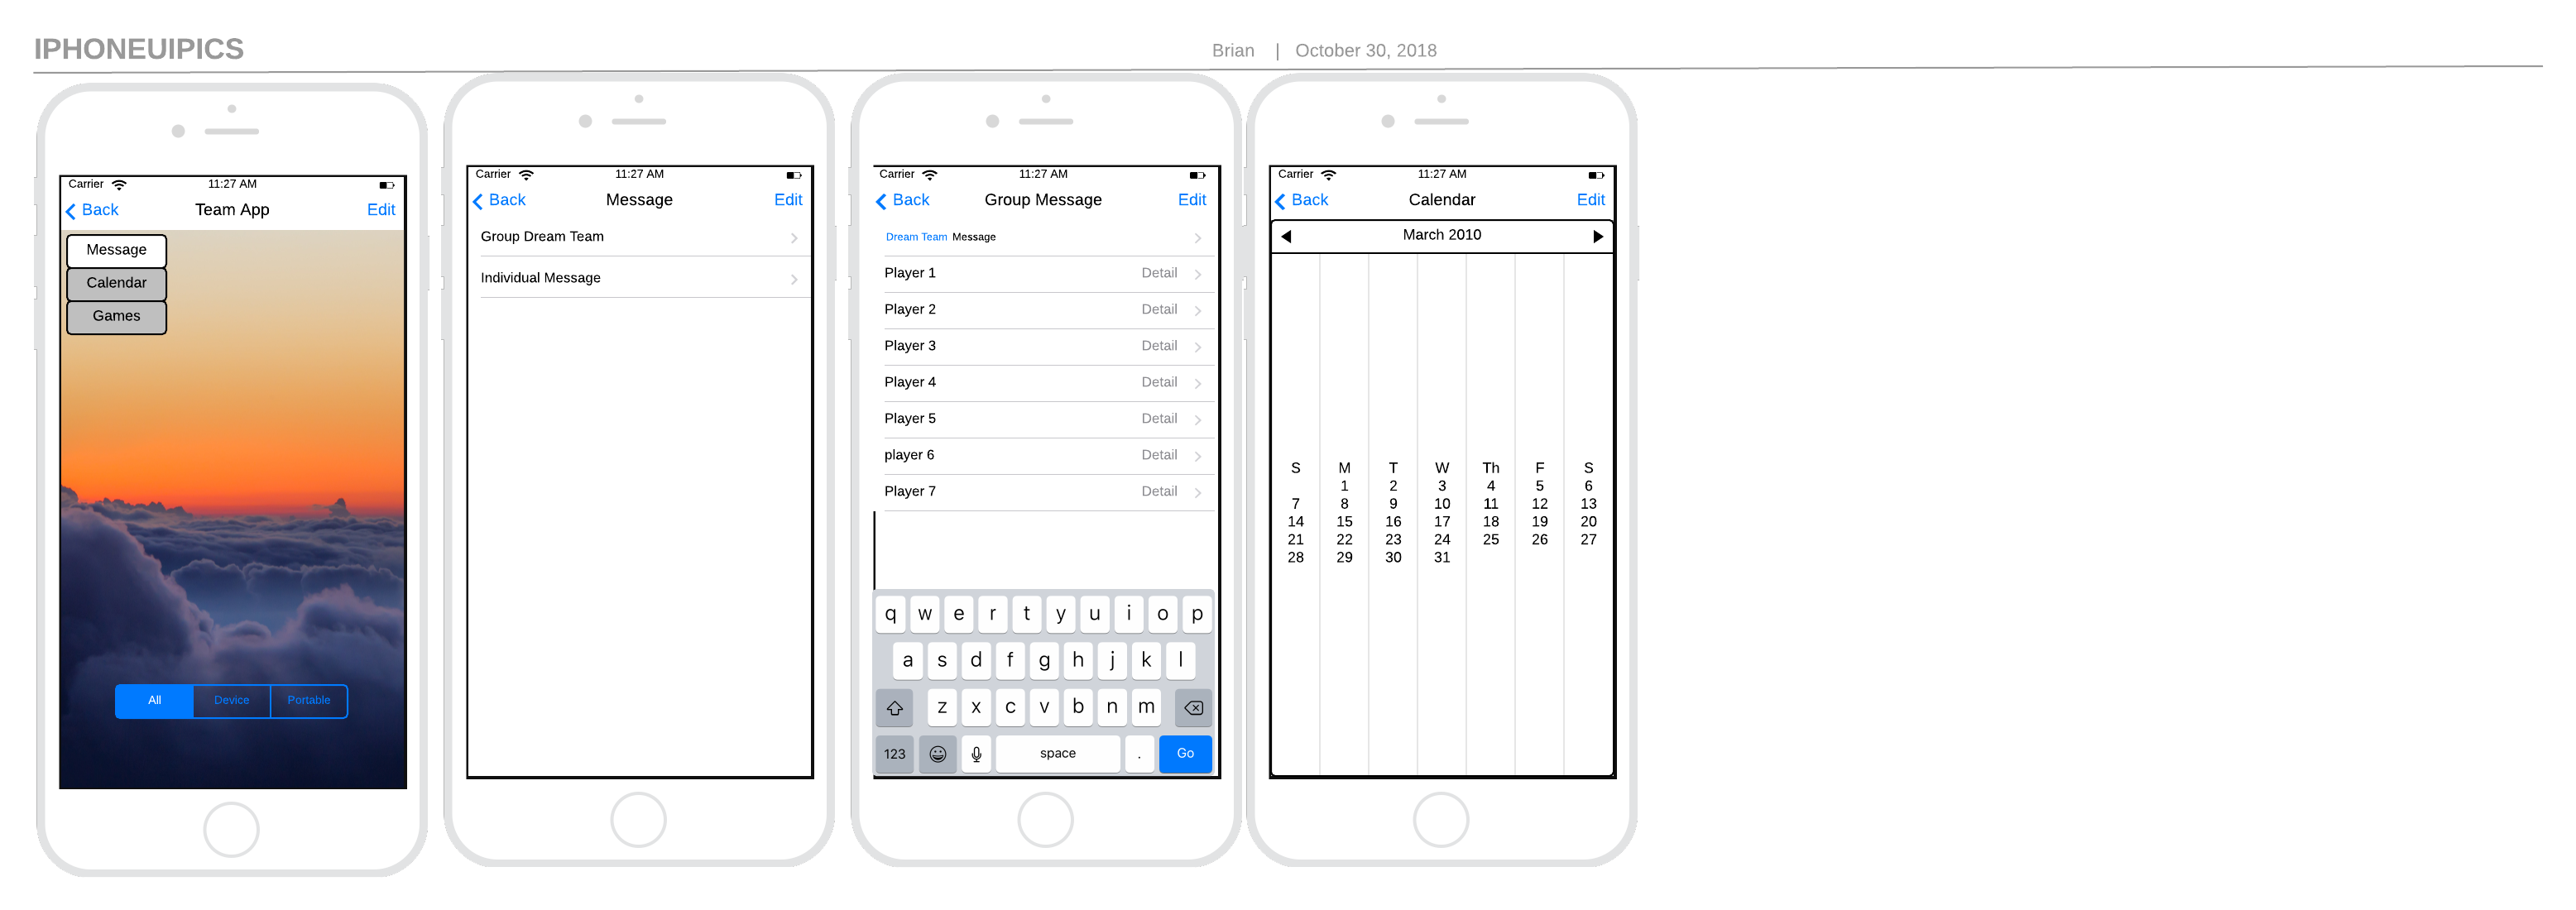 IPHONEUIPICS
Brian | October 30, 2018
Carrier 11:27 AM
Back Team App Edit
Message
Calendar
Games
All Device Portable
Carrier 11:27 AM
Back Message Edit
Group Dream Team
Individual Message
Carrier 11:27 AM
Back Group Message Edit
Dream Team Message
Player 1 Detail
Player 2 Detail
Player 3 Detail
Player 4 Detail
Player 5 Detail
player 6 Detail
Player 7 Detail
q w e r t y u i o p
a s d f g h j k l
z x c v b n m
123 space . Go
Carrier 11:27 AM
Back Calendar Edit
March 2010
S M T W Th F S
1 2 3 4 5 6
7 8 9 10 11 12 13
14 15 16 17 18 19 20
21 22 23 24 25 26 27
28 29 30 31